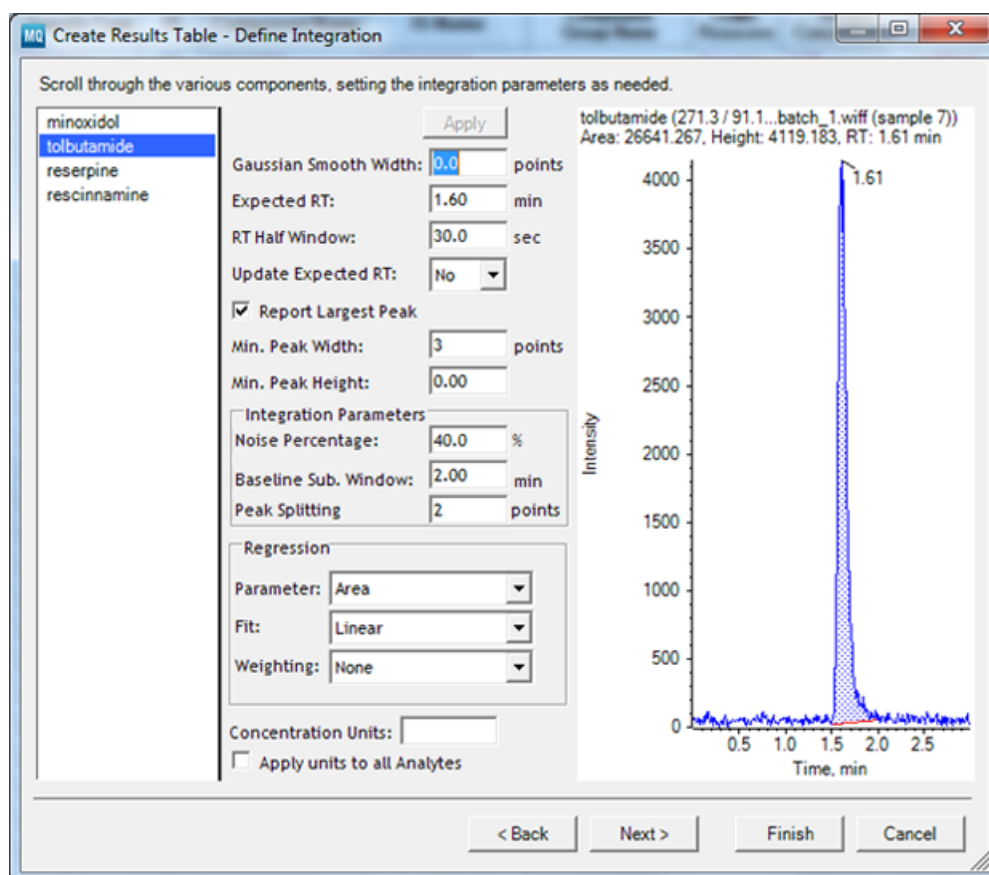 MQ Create Results Table - Define Integration
Scroll through the various components, setting the integration parameters as needed.
minoxidol
tolbutamide
reserpine
rescinnamine
Apply
Gaussian Smooth Width: 0.0 points
Expected RT: 1.60 min
RT Half Window: 30.0 sec
Update Expected RT: No
Report Largest Peak
Min. Peak Width: 3 points
Min. Peak Height: 0.00
Integration Parameters
Noise Percentage: 40.0 %
Baseline Sub. Window: 2.00 min
Peak Splitting 2 points
Regression
Parameter: Area
Fit: Linear
Weighting: None
Concentration Units:
Apply units to all Analytes
tolbutamide (271.3 / 91.1...batch_1.wiff (sample 7))
Area: 26641.267, Height: 4119.183, RT: 1.61 min
1.61
4000
3500
3000
2500
2000
1500
1000
500
0
Intensity
0.5 1.0 1.5 2.0 2.5
Time, min
< Back Next > Finish Cancel